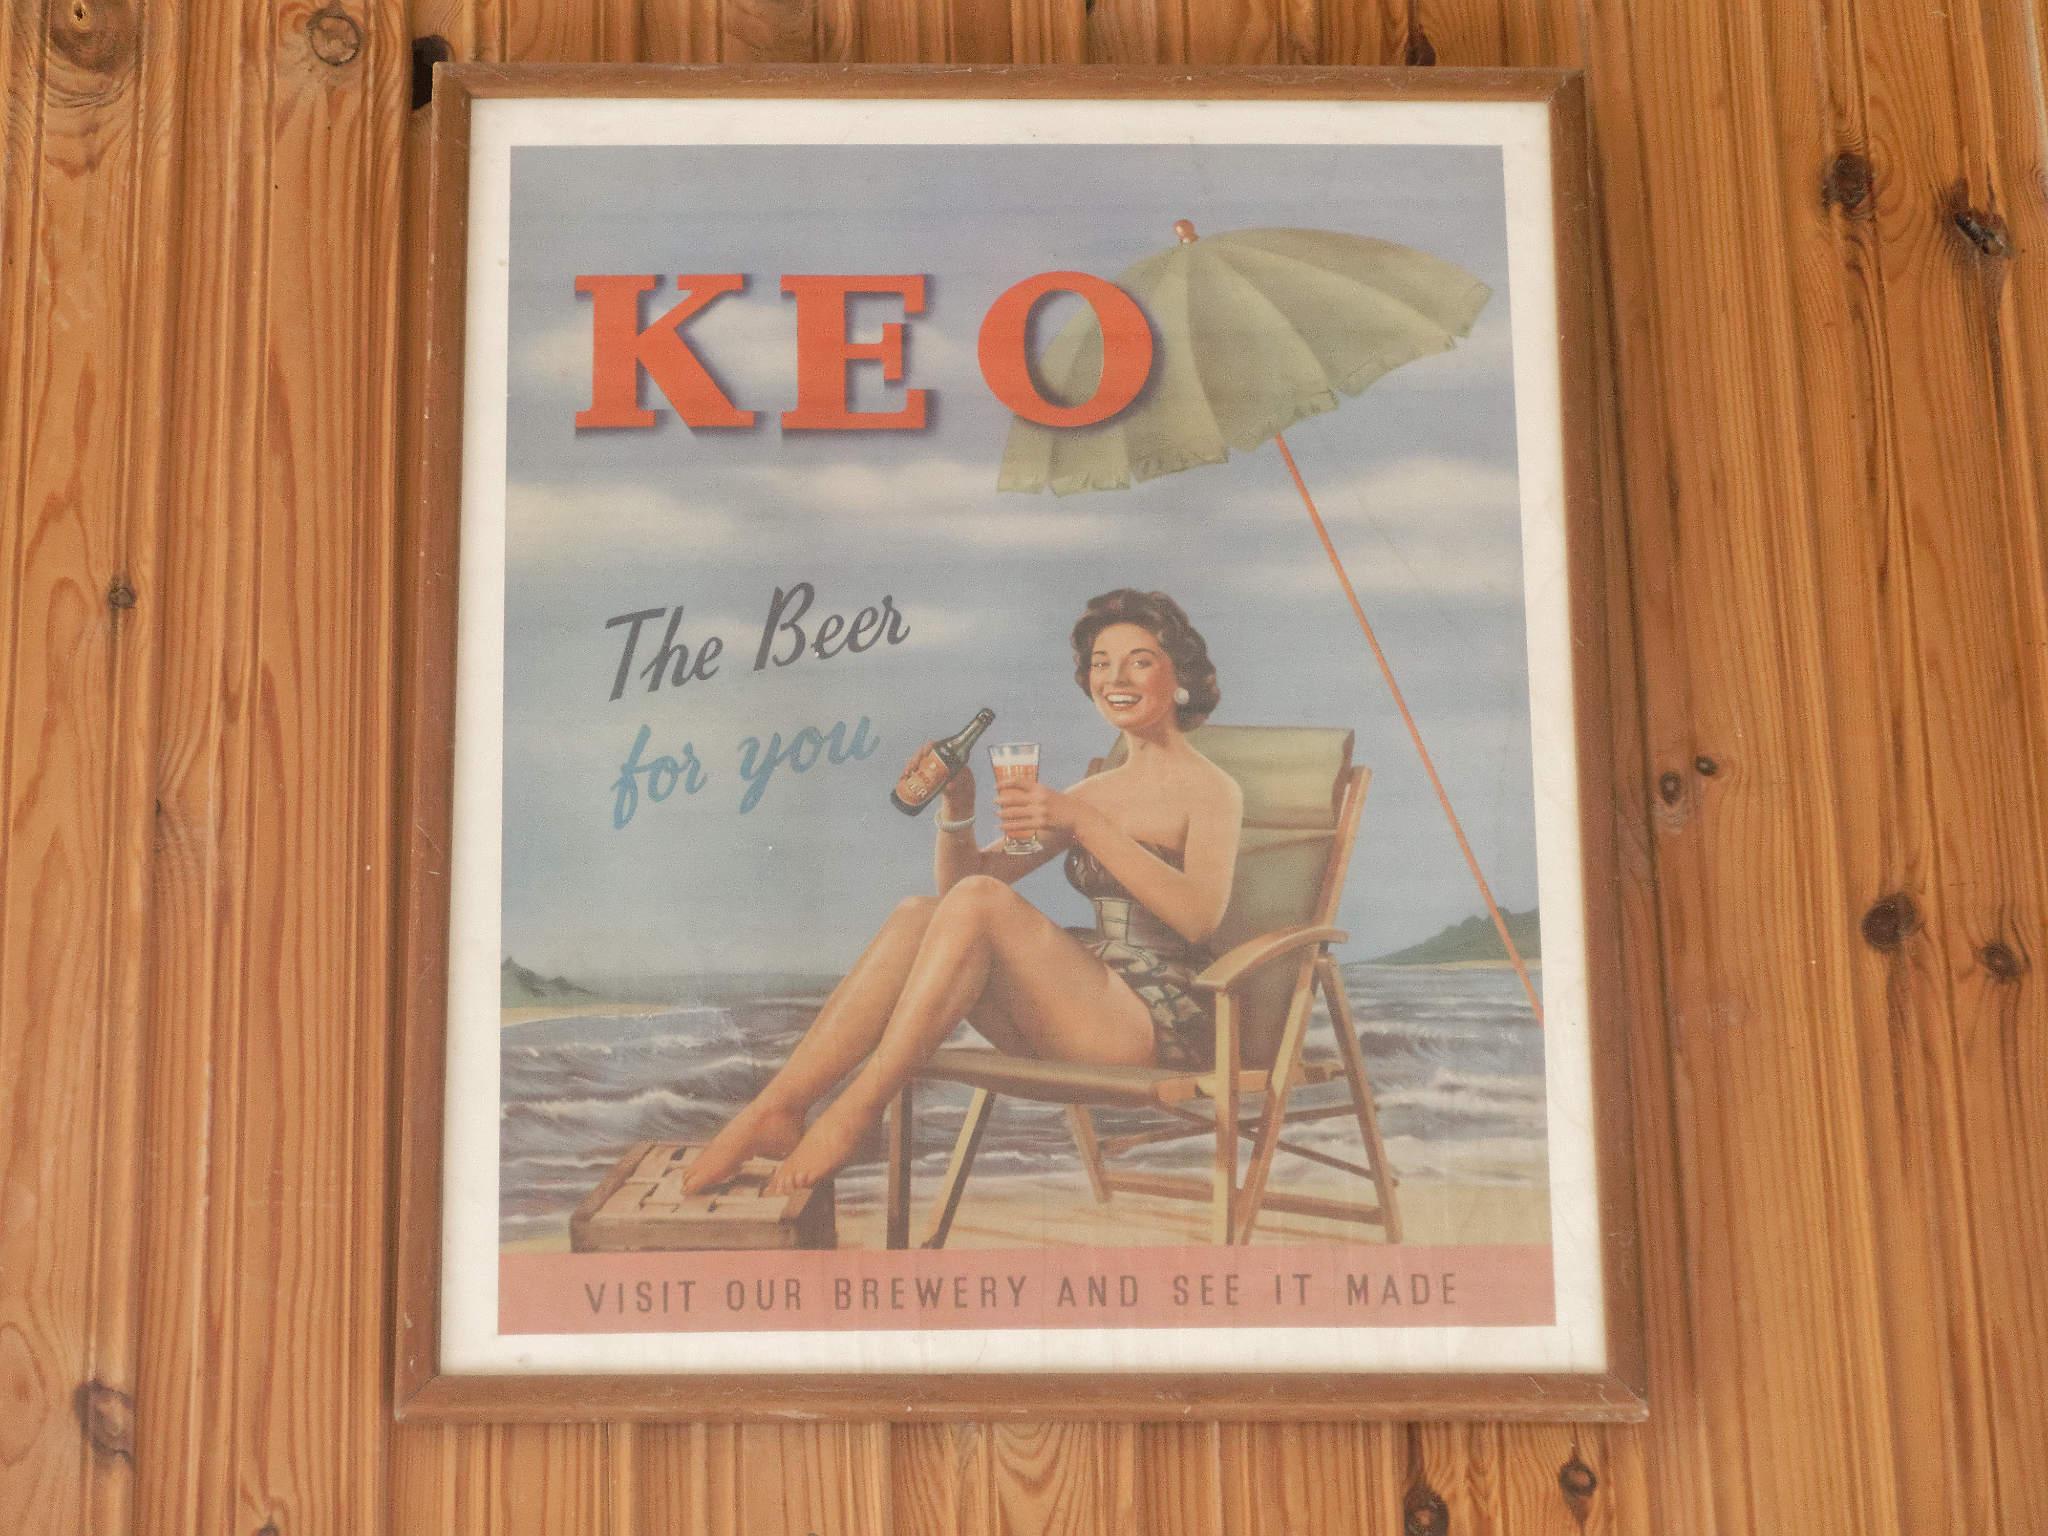 KEO
The Beer
for you
VISIT OUR BREWERY AND SEE IT MADE